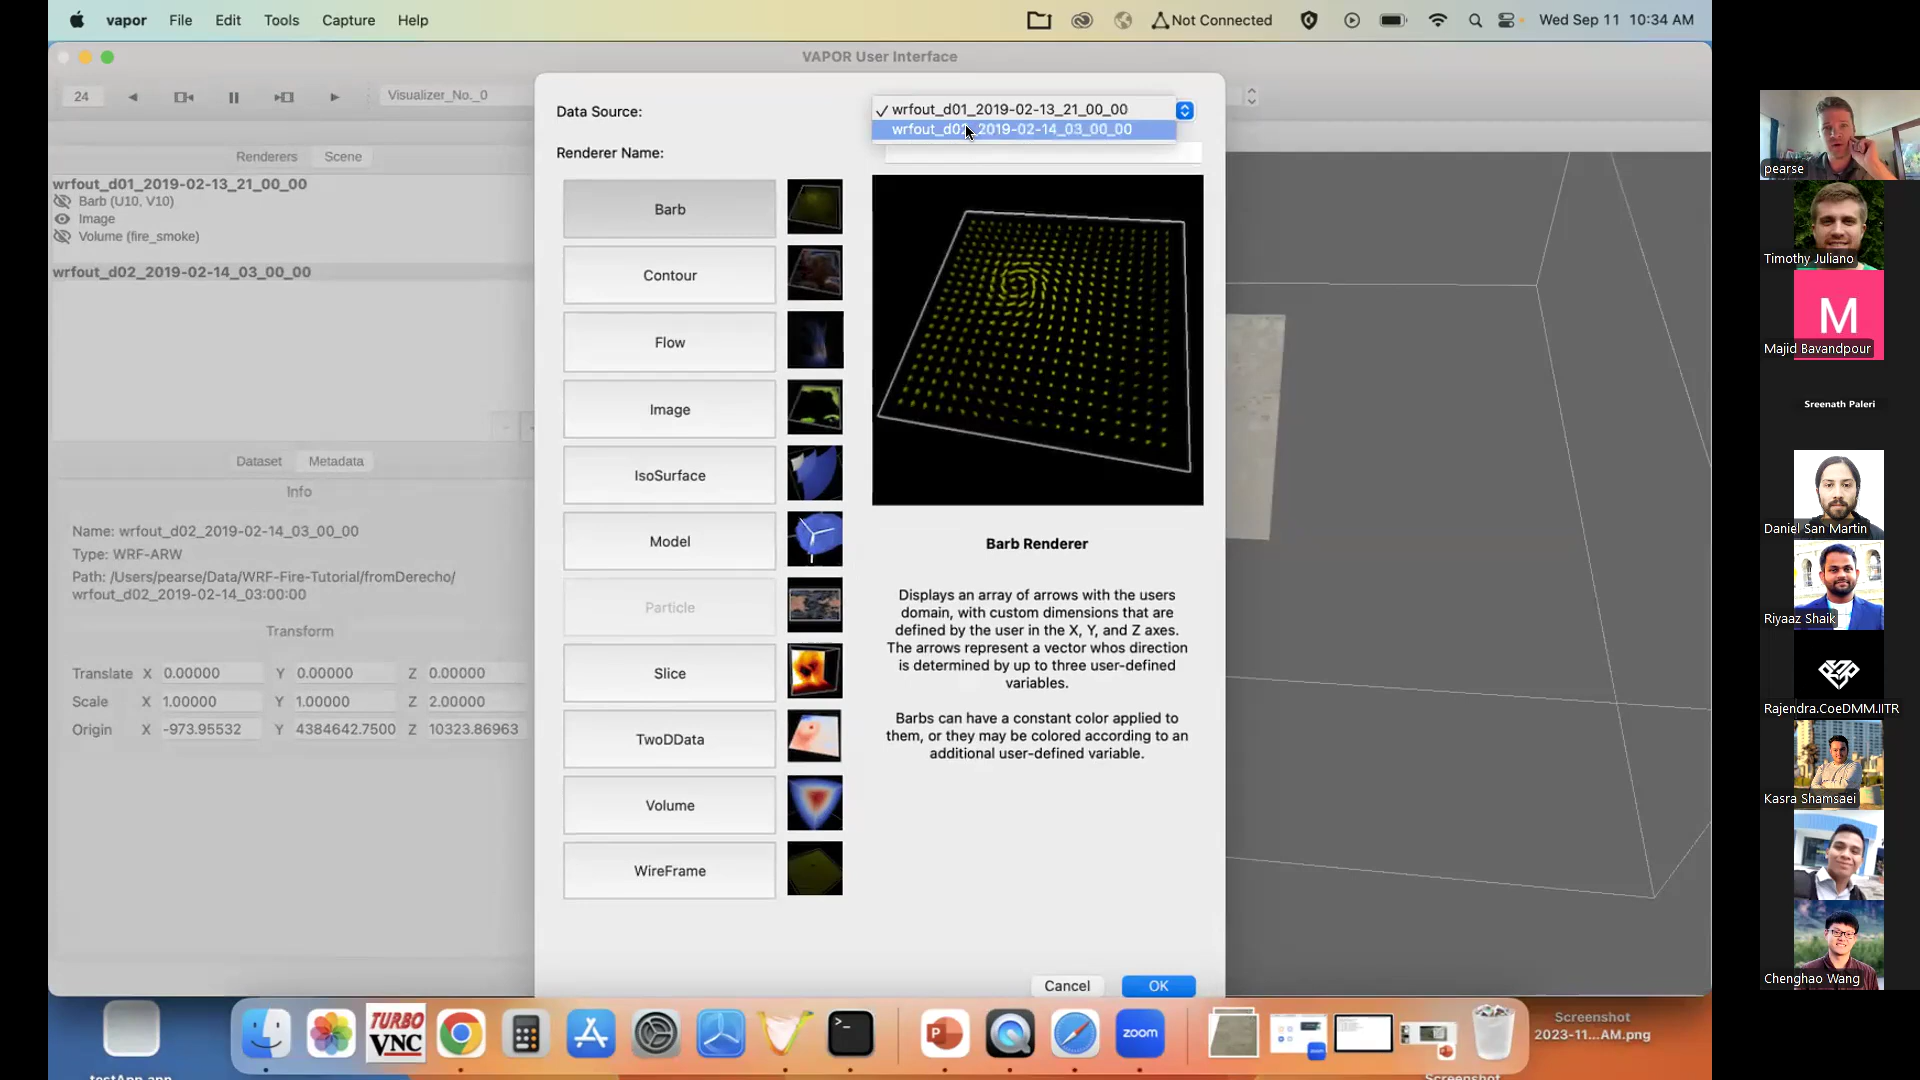 vapor File Edit Tools Capture Help
Not Connected Wed Sep 11 10:34 AM
VAPOR User Interface
24 Visualizer_No._0
Renderers Scene
wrfout_d01_2019-02-13_21_00_00
Barb (U10, V10)
Image
Volume (fire_smoke)
wrfout_d02_2019-02-14_03_00_00
Dataset Metadata
Info
Name: wrfout_d02_2019-02-14_03_00_00
Type: WRF-ARW
Path: /Users/pearse/Data/WRF-Fire-Tutorial/fromDerecho/
wrfout_d02_2019-02-14_03:00:00
Transform
Translate X 0.00000 Y 0.00000 Z 0.00000
Scale X 1.00000 Y 1.00000 Z 2.00000
Origin X -973.95532 Y 4384642.7500 Z 10323.86963
Data Source:
wrfout_d01_2019-02-13_21_00_00
wrfout_d02_2019-02-14_03_00_00
Renderer Name:
Barb
Contour
Flow
Image
IsoSurface
Model
Particle
Slice
TwoDData
Volume
WireFrame
Barb Renderer
Displays an array of arrows with the users
domain, with custom dimensions that are
defined by the user in the X, Y, and Z axes.
The arrows represent a vector whos direction
is determined by up to three user-defined
variables.
Barbs can have a constant color applied to
them, or they may be colored according to an
additional user-defined variable.
Cancel OK
pearse
Timothy Juliano
M
Majid Bavandpour
Sreenath Paleri
Daniel San Martin
Riyaaz Shaik
Rajendra.CoeDMM.IITR
Kasra Shamsaei
Chenghao Wang
TURBO
VNC
zoom
Screenshot
2023-11...AM.png
testApp.app
Screenshot